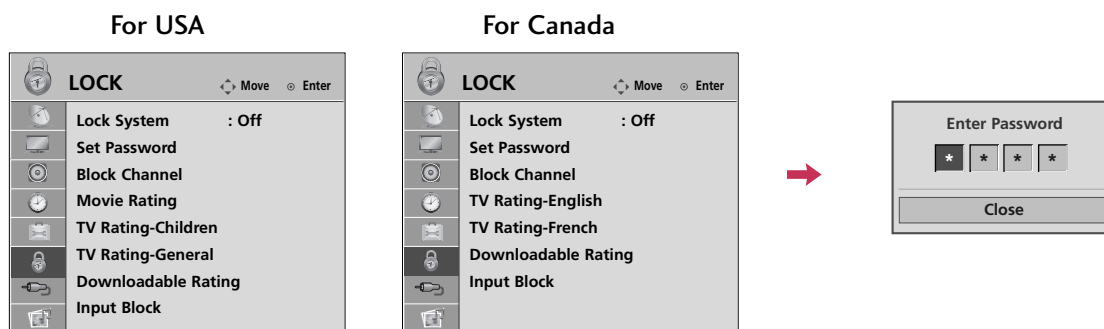 For USA
LOCK Move Enter
Lock System : Off
Set Password
Block Channel
Movie Rating
TV Rating-Children
TV Rating-General
Downloadable Rating
Input Block
For Canada
LOCK Move Enter
Lock System : Off
Set Password
Block Channel
TV Rating-English
TV Rating-French
Downloadable Rating
Input Block
Enter Password
* * * *
Close